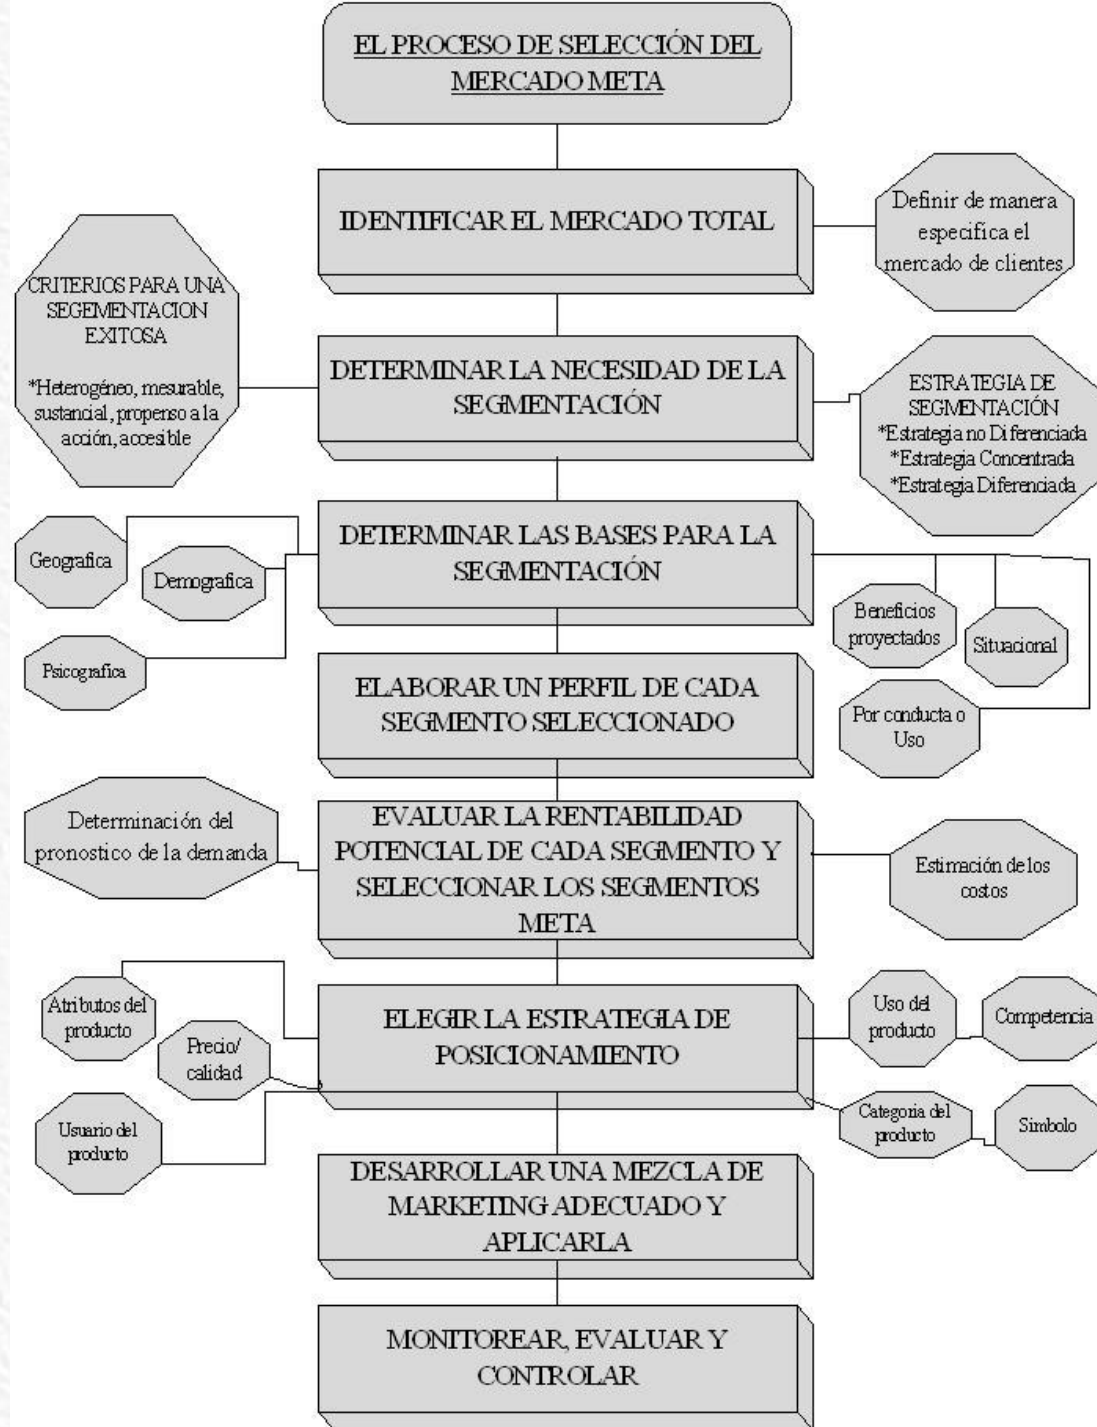 EL PROCESO DE SELECCIÓN DEL
MERCADO META
IDENTIFICAR EL MERCADO TOTAL
Definir de manera
especifica el
mercado de clientes
CRITERIOS PARA UNA
SEGEMENTACION
EXITOSA
*Heterogéneo, mesurable,
sustancial, propenso a la
acción, accesible
DETERMINAR LA NECESIDAD DE LA
SEGMENTACIÓN
ESTRATEGIA DE
SEGMENTACIÓN
*Estrategia no Diferenciada
*Estrategia Concentrada
*Estrategia Diferenciada
DETERMINAR LAS BASES PARA LA
SEGMENTACIÓN
Geografica
Demografica
Psicografica
Beneficios
proyectados
Situacional
Por conducta o
Uso
ELABORAR UN PERFIL DE CADA
SEGMENTO SELECCIONADO
Determinación del
pronostico de la demanda
EVALUAR LA RENTABILIDAD
POTENCIAL DE CADA SEGMENTO Y
SELECCIONAR LOS SEGMENTOS
META
Estimación de los
costos
Atributos del
producto
Precio/
calidad
Usuario del
producto
ELEGIR LA ESTRATEGIA DE
POSICIONAMIENTO
Uso del
producto
Competencia
Categoria del
producto
Simbolo
DESARROLLAR UNA MEZCLA DE
MARKETING ADECUADO Y
APLICARLA
MONITOREAR, EVALUAR Y
CONTROLAR